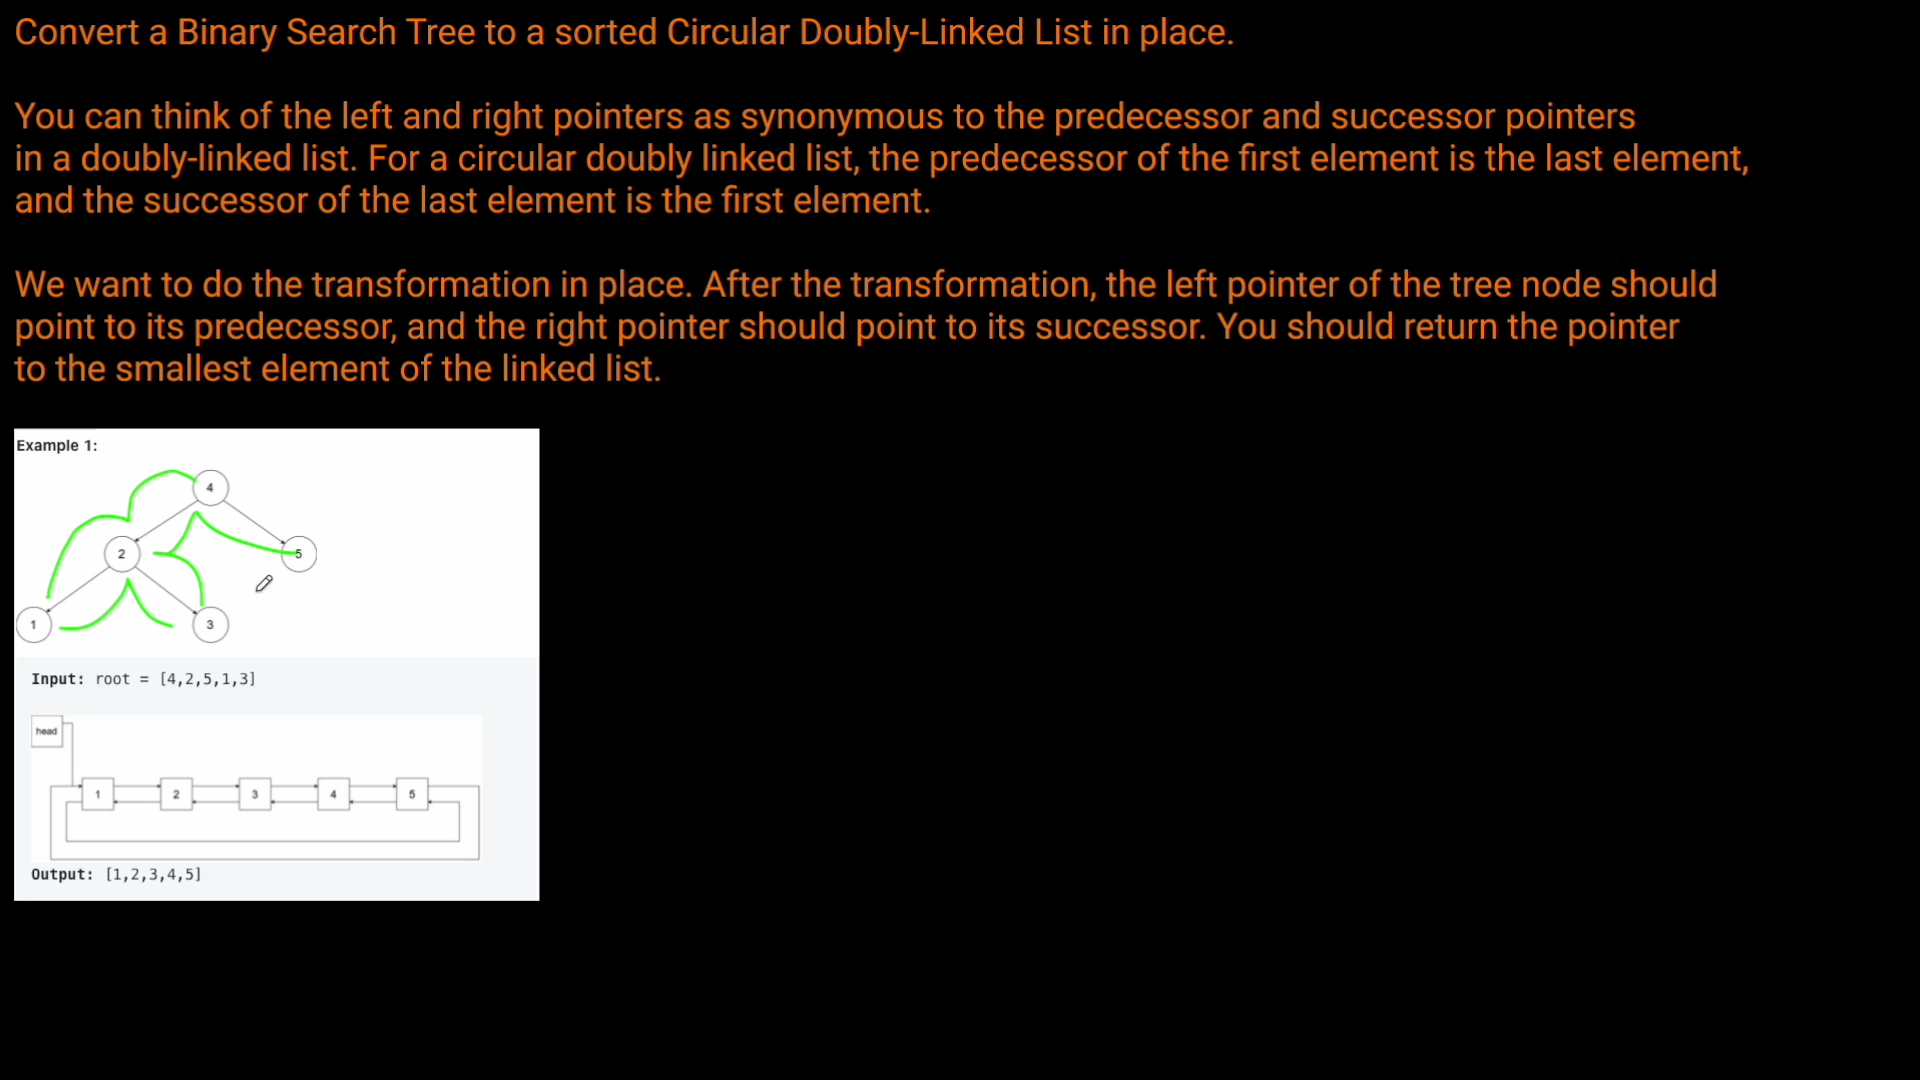 Convert a Binary Search Tree to a sorted Circular Doubly-Linked List in place.
You can think of the left and right pointers as synonymous to the predecessor and successor pointers
in a doubly-linked list. For a circular doubly linked list, the predecessor of the first element is the last element,
and the successor of the last element is the first element.
We want to do the transformation in place. After the transformation, the left pointer of the tree node should
point to its predecessor, and the right pointer should point to its successor. You should return the pointer
to the smallest element of the linked list.
Example 1:
4
2
5
1
3
Input: root = [4,2,5,1,3]
head
1 2 3 4 5
Output: [1,2,3,4,5]